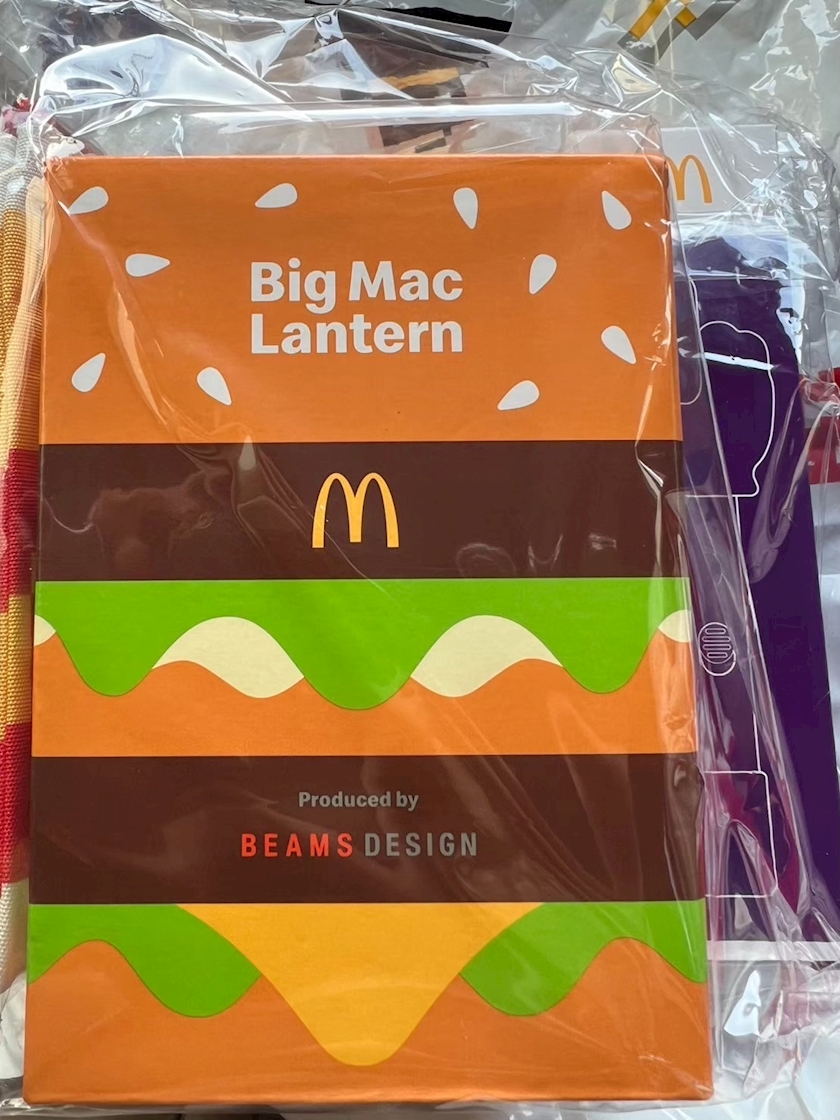 Big Mac
Lantern
Produced by
BEAMS DESIGN